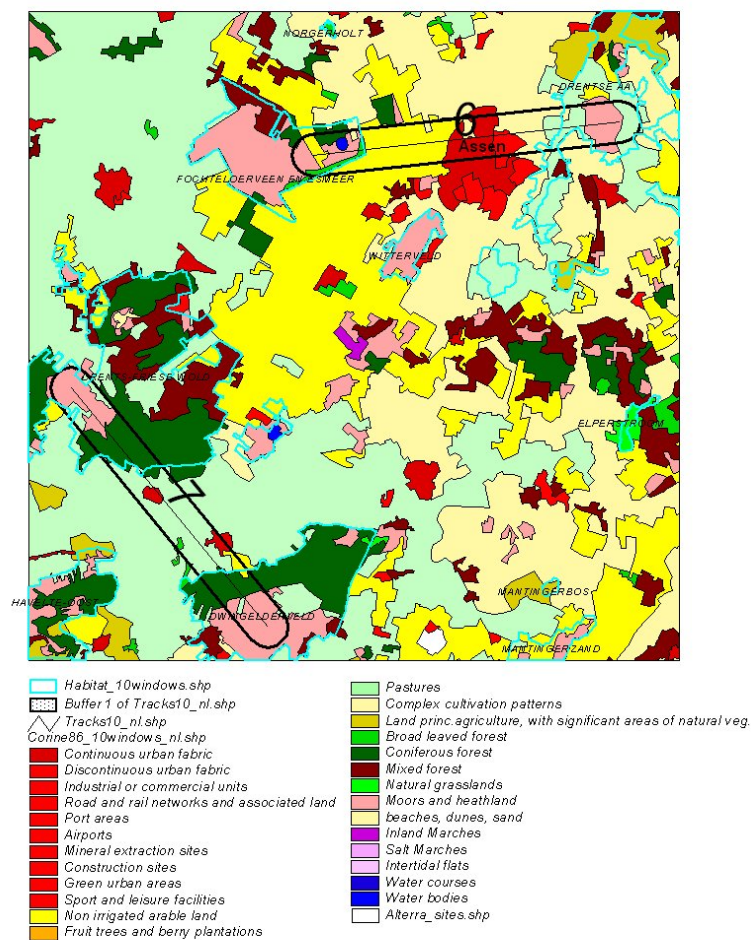 NORGERHOLT
DRENTSE AA
6
Assen
FOCHTELOERVEEN EN ESMEER
WITTERVELD
DRENTS FRIESE WOLD
ELPERSTROOM
7
MANTINGERBOS
HAVELTE-OOST
DWINGELDERVELD
MANTINGERZAND
Habitat_10windows.shp
Buffer 1 of Tracks10_nl.shp
Tracks10_nl.shp
Corine86_10windows_nl.shp
Continuous urban fabric
Discontinuous urban fabric
Industrial or commercial units
Road and rail networks and associated land
Port areas
Airports
Mineral extraction sites
Construction sites
Green urban areas
Sport and leisure facilities
Non irrigated arable land
Fruit trees and berry plantations
Pastures
Complex cultivation patterns
Land princ.agriculture, with significant areas of natural veg.
Broad leaved forest
Coniferous forest
Mixed forest
Natural grasslands
Moors and heathland
beaches, dunes, sand
Inland Marches
Salt Marches
Intertidal flats
Water courses
Water bodies
Alterra_sites.shp